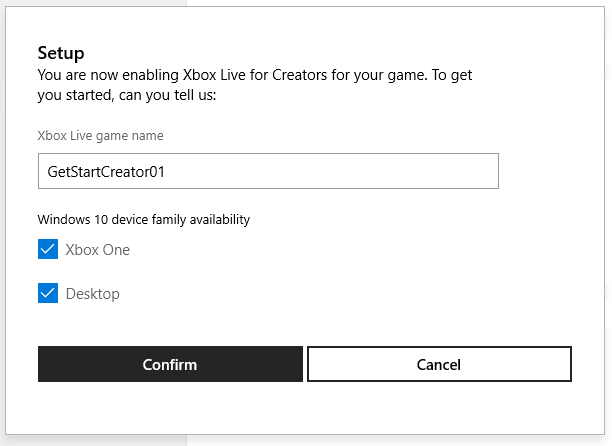 Setup
You are now enabling Xbox Live for Creators for your game. To get
you started, can you tell us:
Xbox Live game name
GetStartCreator01
Windows 10 device family availability
Xbox One
Desktop
Confirm
Cancel